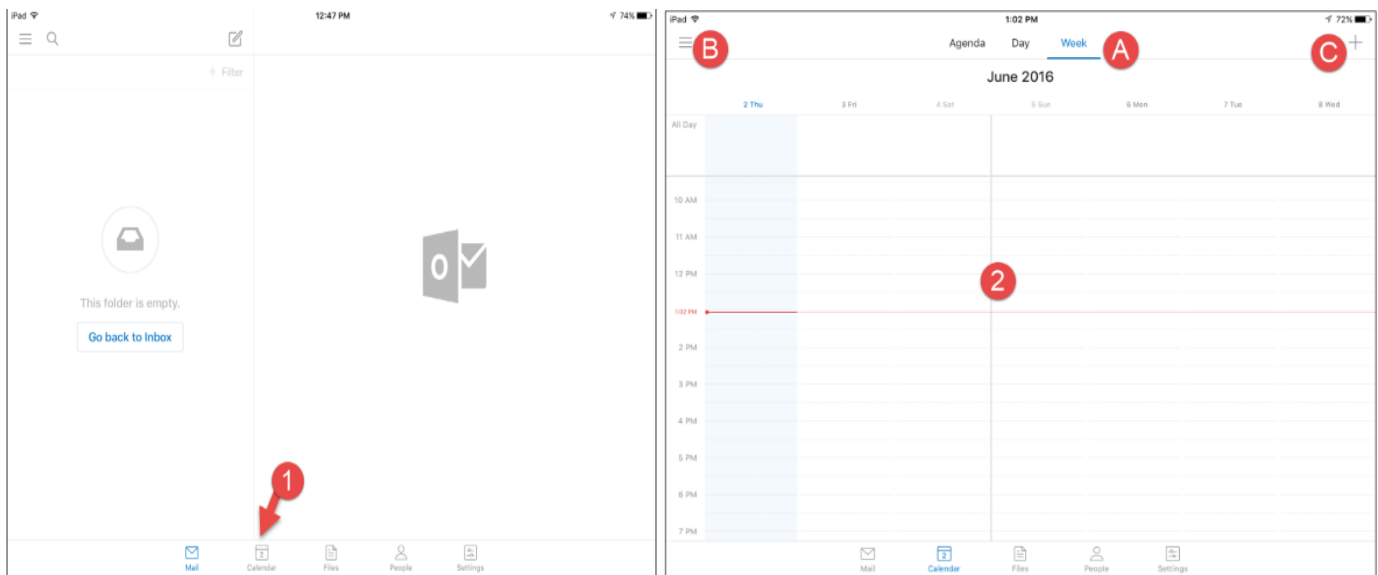 iPad 12:47 PM 74%
Filter
This folder is empty.
Go back to Inbox
1
2
Mail Calendar Files People Settings
iPad 1:02 PM 72%
B Agenda Day Week A C
June 2016
2 Thu 3 Fri 4 Sat 5 Sun 6 Mon 7 Tue 8 Wed
All Day
10 AM
11 AM
12 PM
2
1:02 PM
2 PM
3 PM
4 PM
5 PM
6 PM
7 PM
2
Mail Calendar Files People Settings